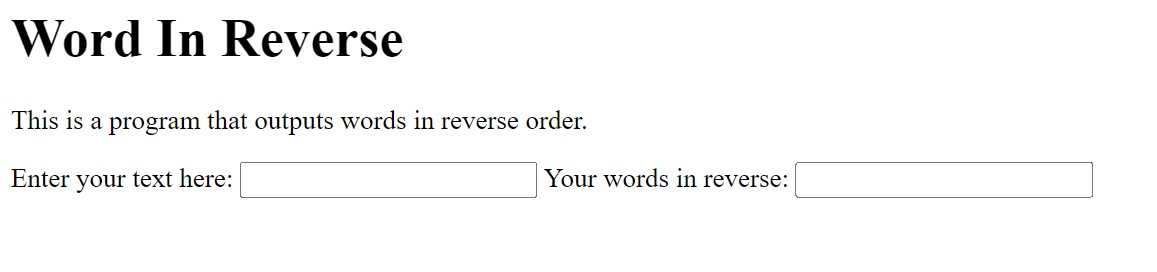 Word In Reverse
This is a program that outputs words in reverse order.
Enter your text here: Your words in reverse: